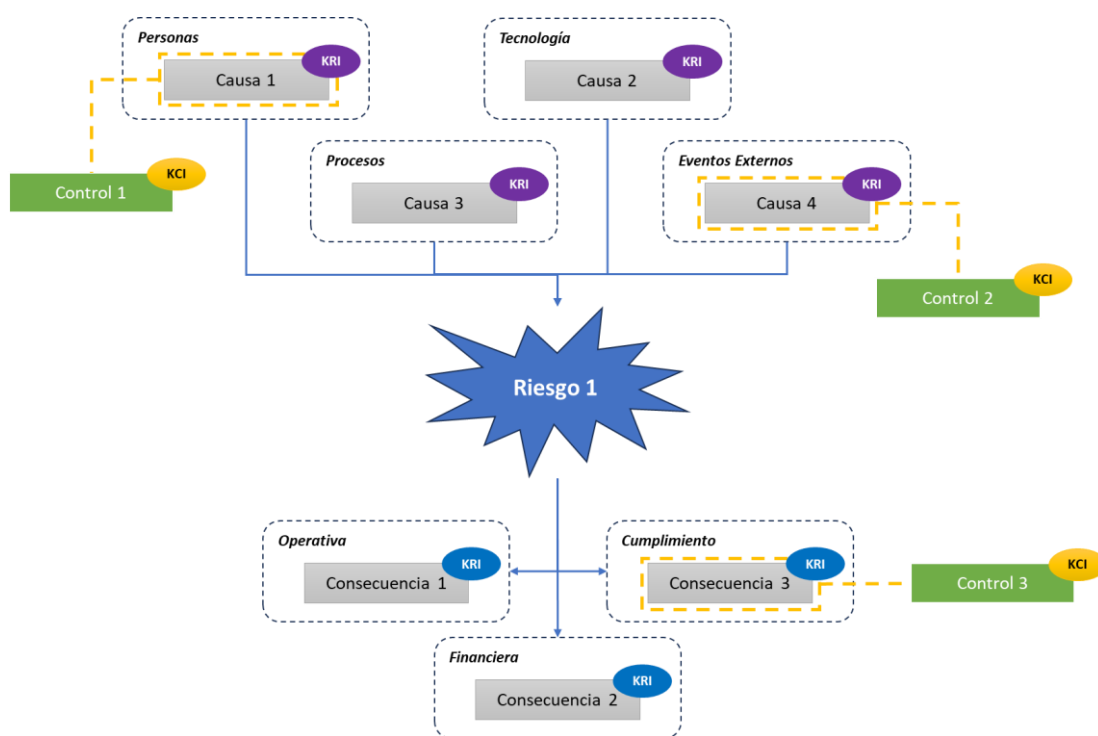 Personas
KRI
Causa 1
Tecnología
KRI
Causa 2
KCI
Control 1
Procesos
KRI
Causa 3
Eventos Externos
KRI
Causa 4
KCI
Control 2
Riesgo 1
Operativa
KRI
Consecuencia 1
Cumplimiento
KRI
Consecuencia 3
KCI
Control 3
Financiera
KRI
Consecuencia 2